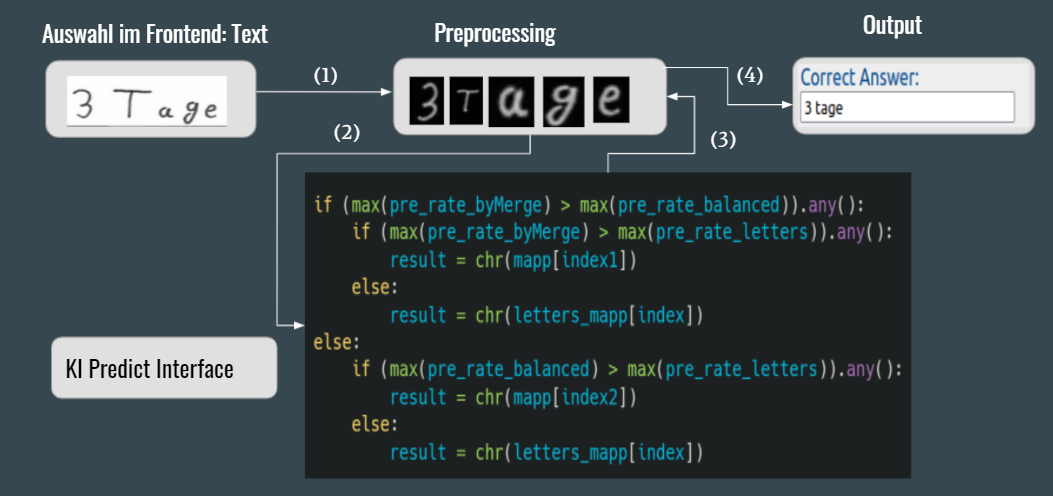 Auswahl im Frontend: Text
3 Tage
(1)
Preprocessing
3 T a g e
(4)
Output
Correct Answer:
3 tage
(2)
(3)
if (max(pre_rate_byMerge) > max(pre_rate_balanced)).any():
    if (max(pre_rate_byMerge) > max(pre_rate_letters)).any():
        result = chr(mapp[index1])
    else:
        result = chr(letters_mapp[index])
else:
    if (max(pre_rate_balanced) > max(pre_rate_letters)).any():
        result = chr(mapp[index2])
    else:
        result = chr(letters_mapp[index])
KI Predict Interface